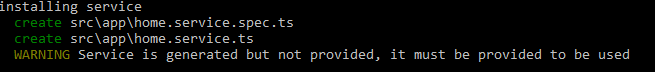 installing service
create src\app\home.service.spec.ts
create src\app\home.service.ts
WARNING Service is generated but not provided, it must be provided to be used